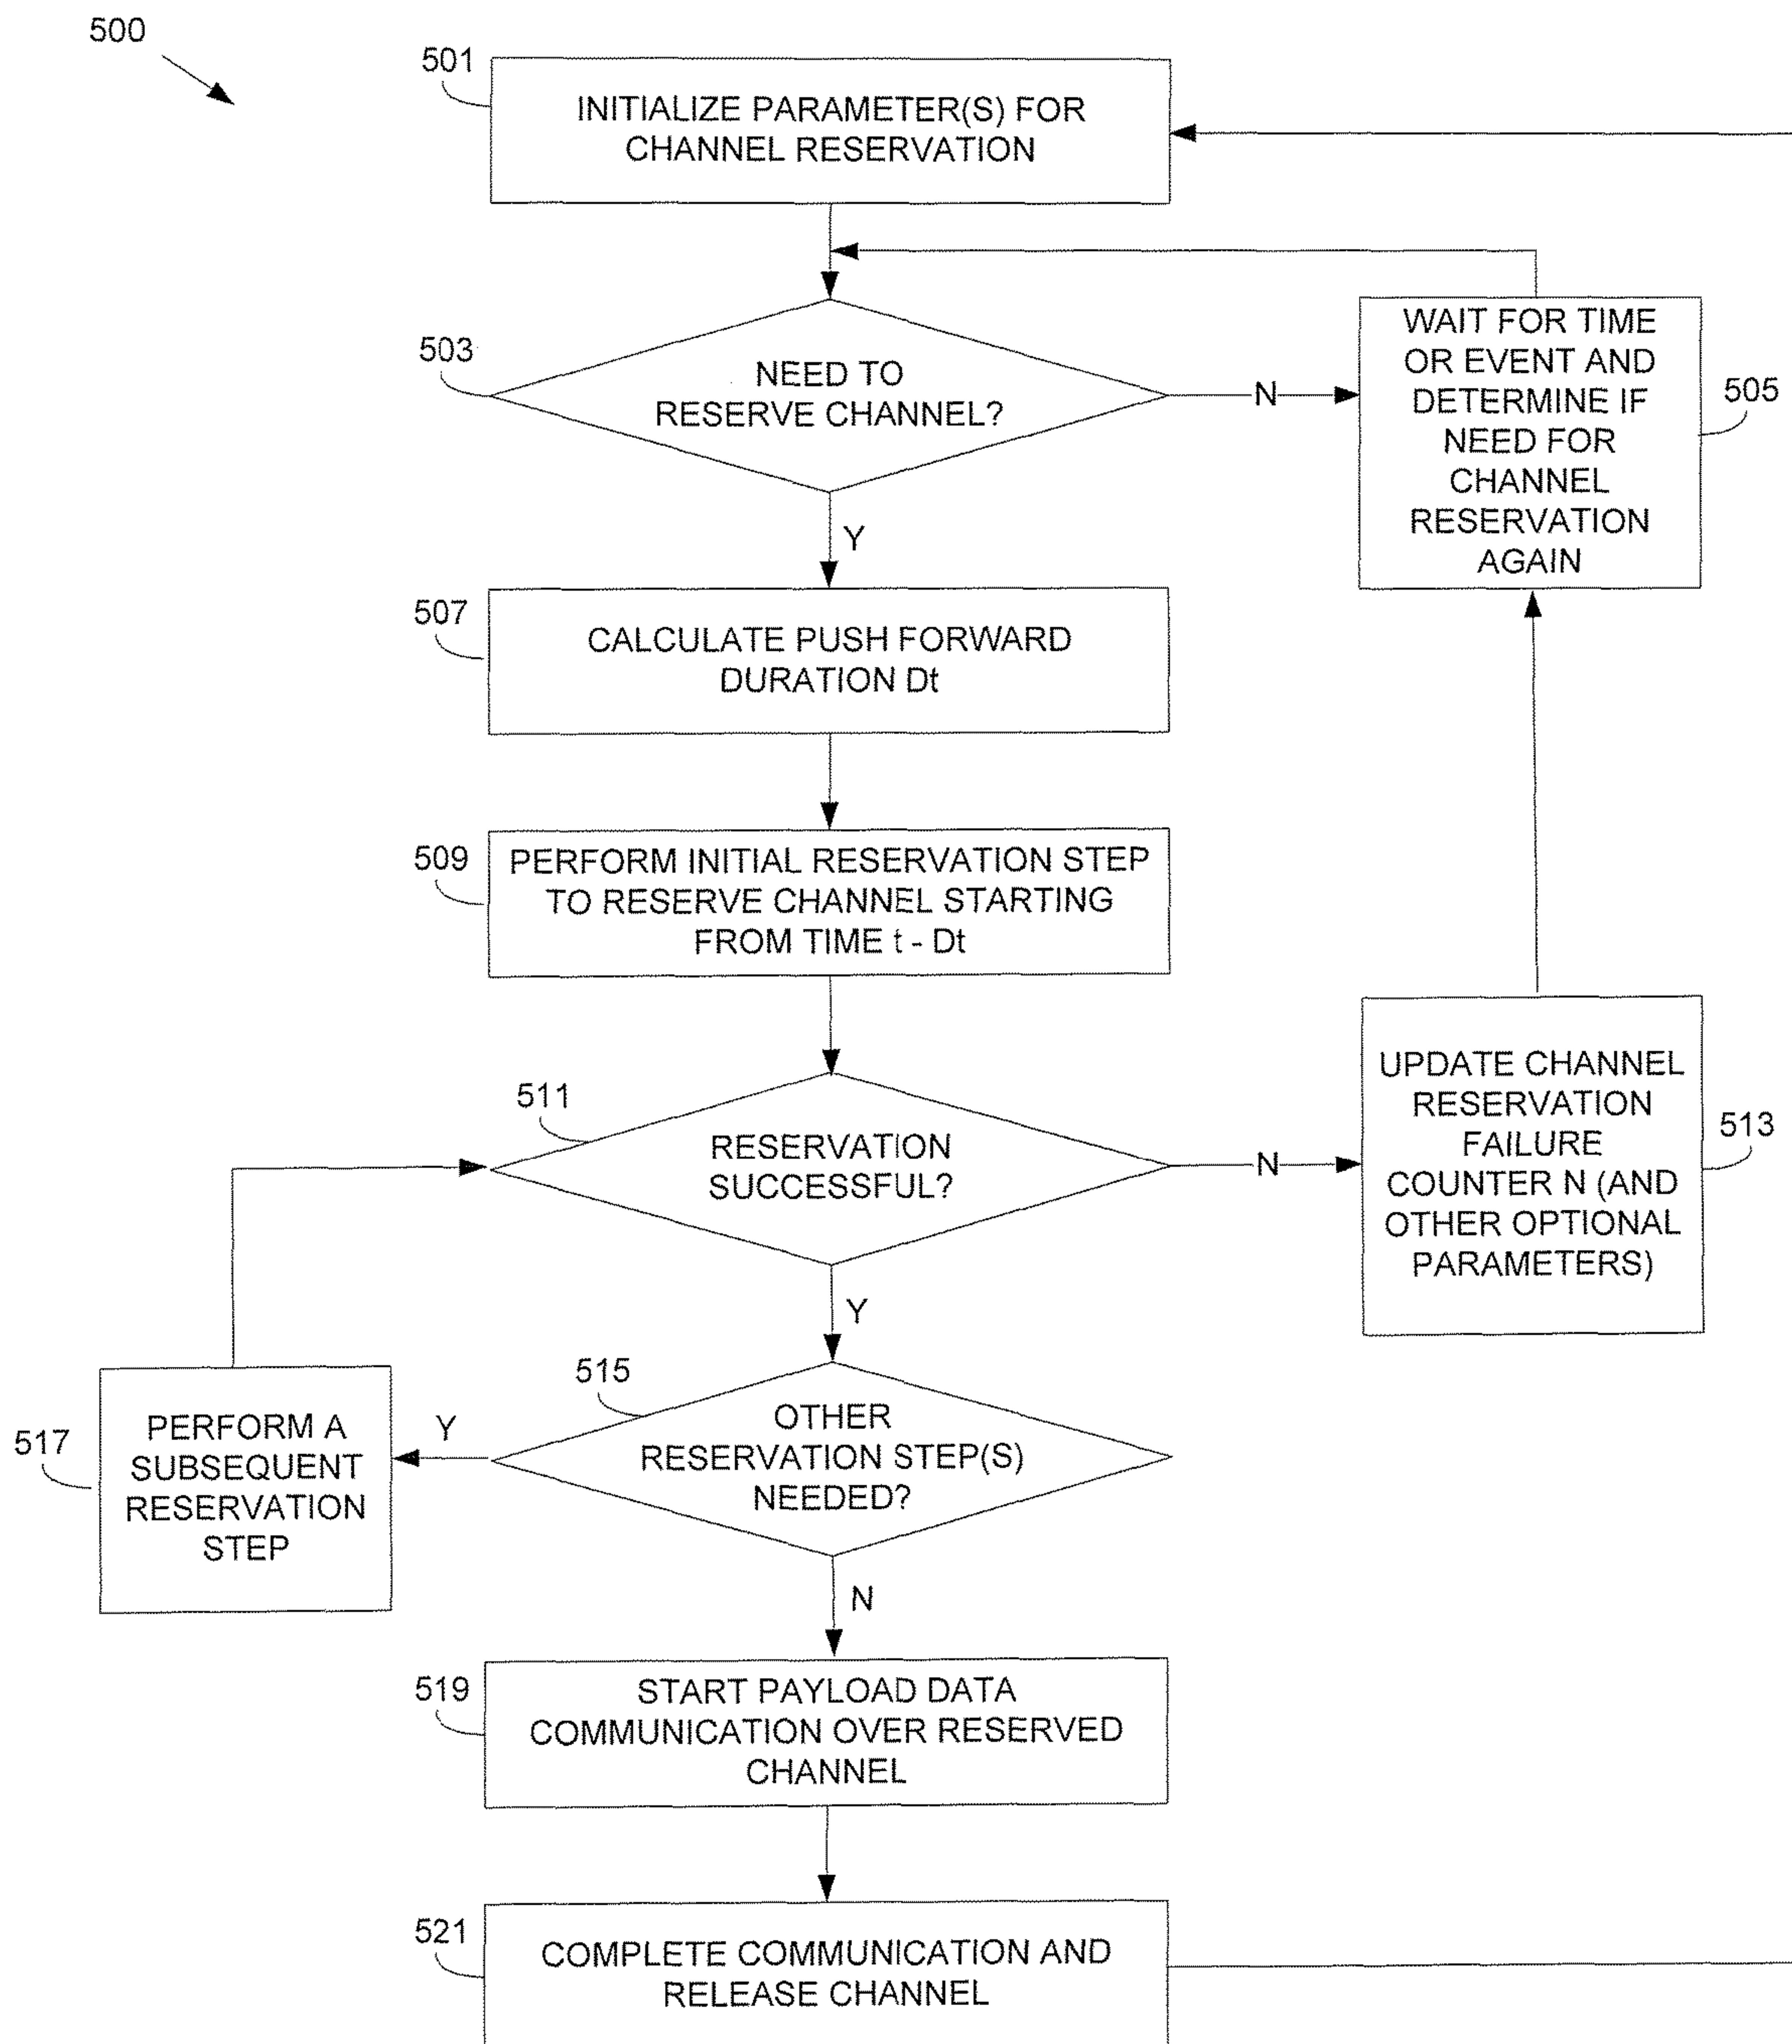 500
501
INITIALIZE PARAMETER(S) FOR
CHANNEL RESERVATION
503
NEED TO
RESERVE CHANNEL?
N
WAIT FOR TIME
OR EVENT AND
DETERMINE IF
NEED FOR
CHANNEL
RESERVATION
AGAIN
505
Y
507
CALCULATE PUSH FORWARD
DURATION Dt
509
PERFORM INITIAL RESERVATION STEP
TO RESERVE CHANNEL STARTING
FROM TIME t - Dt
511
RESERVATION
SUCCESSFUL?
N
UPDATE CHANNEL
RESERVATION
FAILURE
COUNTER N (AND
OTHER OPTIONAL
PARAMETERS)
513
Y
515
OTHER
RESERVATION STEP(S)
NEEDED?
Y
517
PERFORM A
SUBSEQUENT
RESERVATION
STEP
N
519
START PAYLOAD DATA
COMMUNICATION OVER RESERVED
CHANNEL
521
COMPLETE COMMUNICATION AND
RELEASE CHANNEL